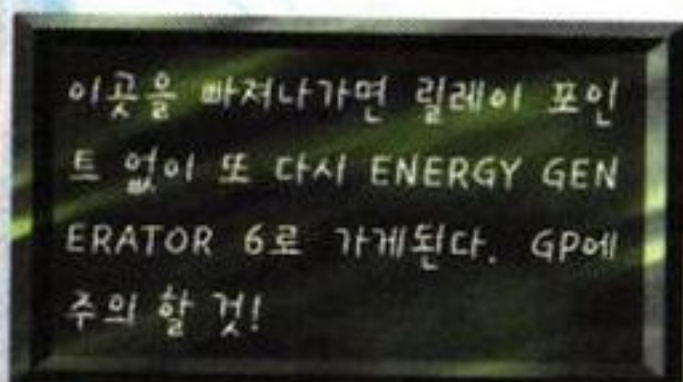 이곳을 빠져나가면 릴레이 포인
트 없이 또 다시 ENERGY GEN
ERATOR 6로 가게된다. GP에
주의 할 것!